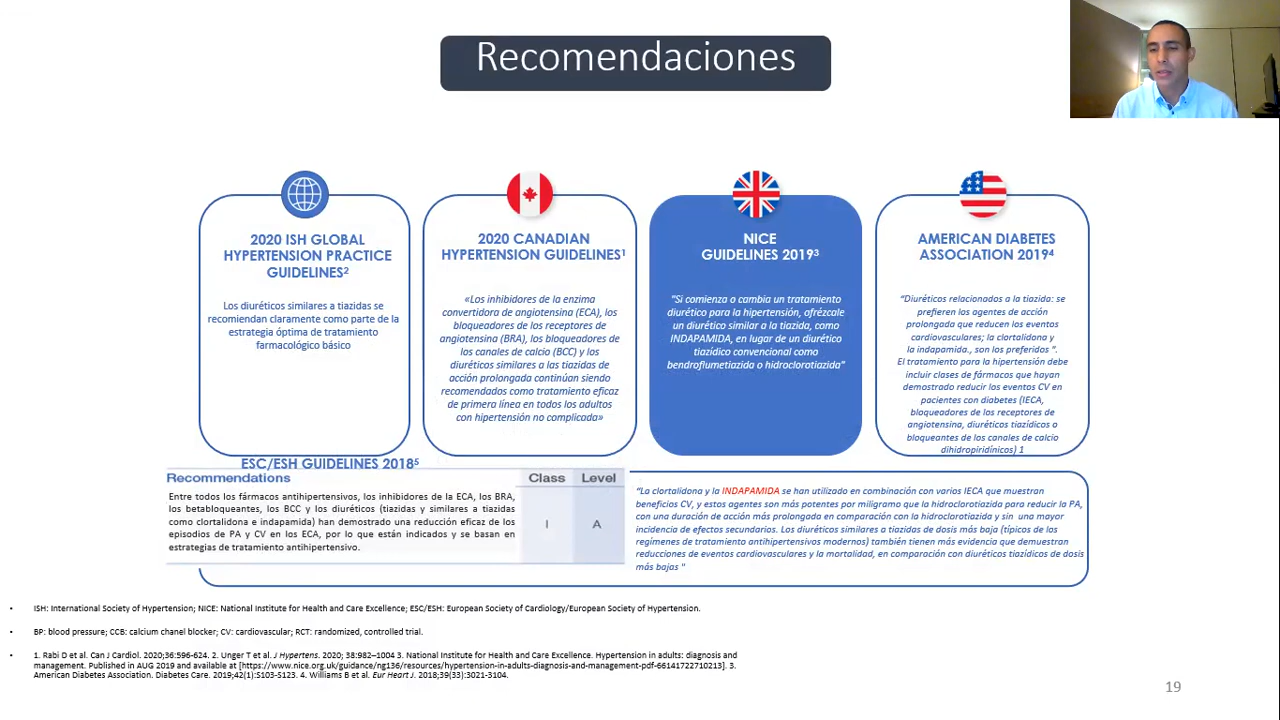 Recomendaciones
2020 ISH GLOBAL
HYPERTENSION PRACTICE
GUIDELINES²
Los diuréticos similares a tiazidas se
recomiendan claramente como parte de la
estrategia óptima de tratamiento
farmacológico básico
2020 CANADIAN
HYPERTENSION GUIDELINES¹
«Los inhibidores de la enzima
convertidora de angiotensina (ECA), los
bloqueadores de los receptores de
angiotensina (BRA), los bloqueadores de
los canales de calcio (BCC) y los
diuréticos similares a las tiazidas de
acción prolongada continúan siendo
recomendados como tratamiento eficaz
de primera línea en todos los adultos
con hipertensión no complicada»
NICE
GUIDELINES 2019³
"Si comienza o cambia un tratamiento
diurético para la hipertensión, ofrézcale
un diurético similar a la tiazida, como
INDAPAMIDA, en lugar de un diurético
tiazídico convencional como
bendroflumetiazida o hidroclorotiazida"
AMERICAN DIABETES
ASSOCIATION 2019⁴
"Diuréticos relacionados a la tiazida: se
prefieren los agentes de acción
prolongada que reducen los eventos
cardiovasculares; la clortalidona y
la indapamida., son los preferidos ".
El tratamiento para la hipertensión debe
incluir clases de fármacos que hayan
demostrado reducir los eventos CV en
pacientes con diabetes (IECA,
bloqueadores de los receptores de
angiotensina, diuréticos tiazídicos o
bloqueantes de los canales de calcio
dihidropiridínicos) 1
ESC/ESH GUIDELINES 2018⁵
Recommendations Class Level
Entre todos los fármacos antihipertensivos, los inhibidores de la ECA, los BRA,
los betabloqueantes, los BCC y los diuréticos (tiazidas y similares a tiazidas
como clortalidona e indapamida) han demostrado una reducción eficaz de los
episodios de PA y CV en los ECA, por lo que están indicados y se basan en
estrategias de tratamiento antihipertensivo.
I A
"La clortalidona y la INDAPAMIDA se han utilizado en combinación con varios IECA que muestran
beneficios CV, y estos agentes son más potentes por miligramo que la hidroclorotiazida para reducir la PA,
con una duración de acción más prolongada en comparación con la hidroclorotiazida y sin una mayor
incidencia de efectos secundarios. Los diuréticos similares a tiazidas de dosis más baja (típicos de los
regímenes de tratamiento antihipertensivos modernos) también tienen más evidencia que demuestran
reducciones de eventos cardiovasculares y la mortalidad, en comparación con diuréticos tiazídicos de dosis
más bajas "
• ISH: International Society of Hypertension; NICE: National Institute for Health and Care Excellence; ESC/ESH: European Society of Cardiology/European Society of Hypertension.
• BP: blood pressure; CCB: calcium chanel blocker; CV: cardiovascular; RCT: randomized, controlled trial.
• 1. Rabi D et al. Can J Cardiol. 2020;36:596-624. 2. Unger T et al. J Hypertens. 2020; 38:982–1004 3. National Institute for Health and Care Excellence. Hypertension in adults: diagnosis and
management. Published in AUG 2019 and available at [https://www.nice.org.uk/guidance/ng136/resources/hypertension-in-adults-diagnosis-and-management-pdf-66141722710213]. 3.
American Diabetes Association. Diabetes Care. 2019;42(1):S103-S123. 4. Williams B et al. Eur Heart J. 2018;39(33):3021-3104.
19